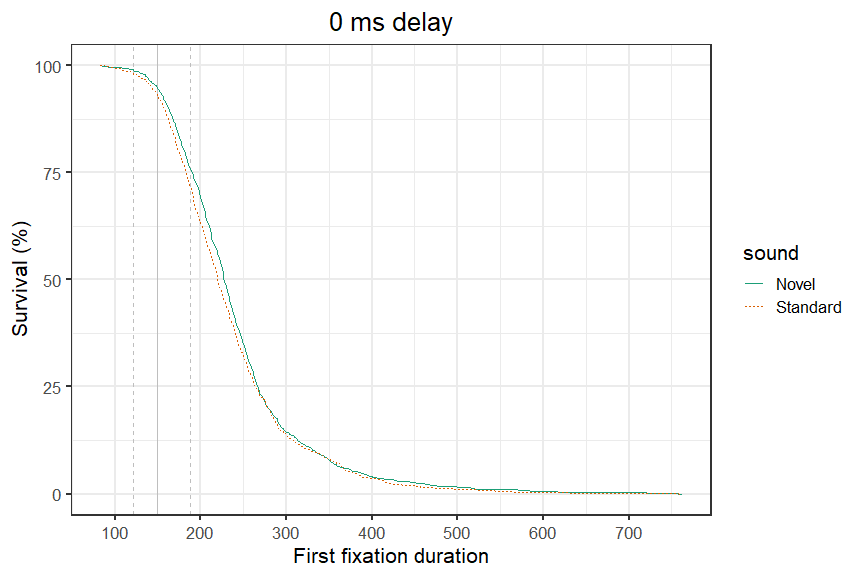 0 ms delay
100
75
50
25
0
Survival (%)
100 200 300 400 500 600 700
First fixation duration
sound
Novel
Standard